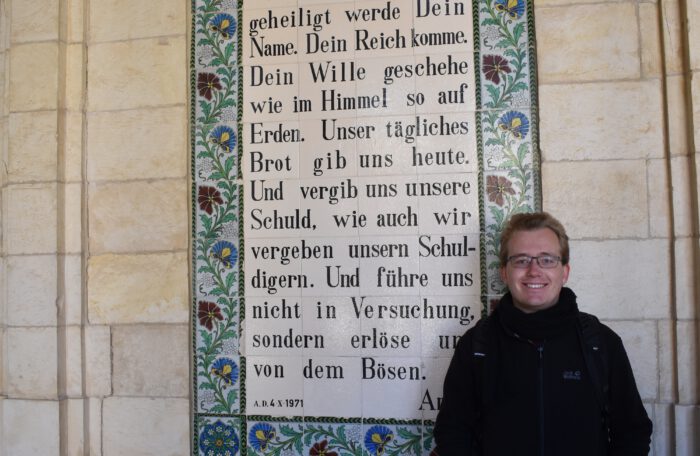 geheiligt werde Dein
Name. Dein Reich komme.
Dein Wille geschehe
wie im Himmel so auf
Erden. Unser tägliches
Brot gib uns heute.
Und vergib uns unsere
Schuld, wie auch wir
vergeben unsern Schul-
digern. Und führe uns
nicht in Versuchung,
sondern erlöse un
von dem Bösen.
A.D. 4·X·1971